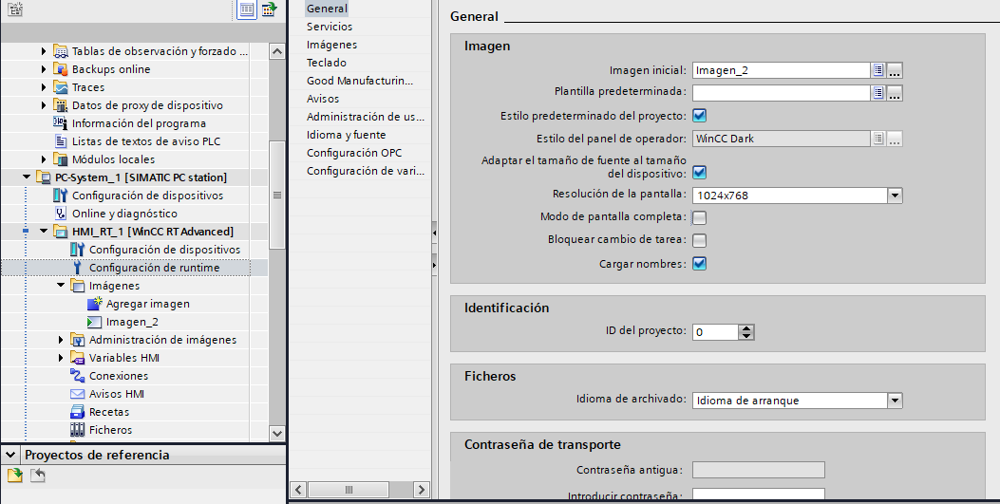 Tablas de observación y forzado ...
Backups online
Traces
Datos de proxy de dispositivo
Información del programa
Listas de textos de aviso PLC
Módulos locales
PC-System_1 [SIMATIC PC station]
Configuración de dispositivos
Online y diagnóstico
HMI_RT_1 [WinCC RT Advanced]
Configuración de dispositivos
Configuración de runtime
Imágenes
Agregar imagen
Imagen_2
Administración de imágenes
Variables HMI
Conexiones
Avisos HMI
Recetas
Ficheros
Proyectos de referencia
General
Servicios
Imágenes
Teclado
Good Manufacturin...
Avisos
Administración de us...
Idioma y fuente
Configuración OPC
Configuración de vari...
General
Imagen
Imagen inicial: Imagen_2 ...
Plantilla predeterminada: ...
Estilo predeterminado del proyecto:
Estilo del panel de operador: WinCC Dark ...
Adaptar el tamaño de fuente al tamaño
del dispositivo:
Resolución de la pantalla: 1024x768
Modo de pantalla completa:
Bloquear cambio de tarea:
Cargar nombres:
Identificación
ID del proyecto: 0
Ficheros
Idioma de archivado: Idioma de arranque
Contraseña de transporte
Contraseña antigua:
Introducir contraseña: